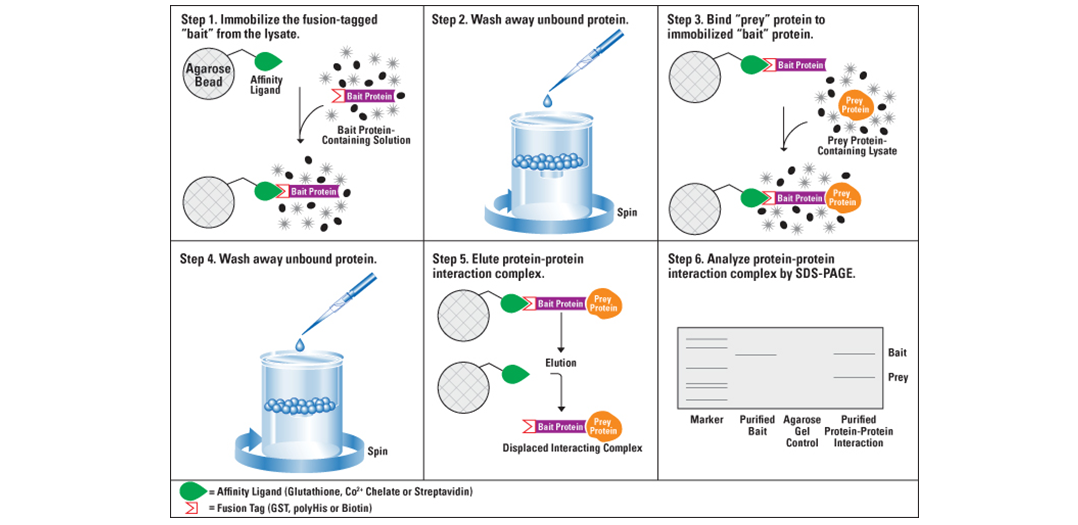 Step 1. Immobilize the fusion-tagged
"bait" from the lysate.
Agarose
Bead
Affinity
Ligand
Bait Protein
Bait Protein-
Containing Solution
Bait Protein
Step 2. Wash away unbound protein.
Spin
Step 3. Bind "prey" protein to
immobilized "bait" protein.
Bait Protein
Prey
Protein
Prey Protein-
Containing Lysate
Bait Protein
Prey
Protein
Step 4. Wash away unbound protein.
Spin
Step 5. Elute protein-protein
interaction complex.
Bait Protein
Prey
Protein
Elution
Bait Protein
Prey
Protein
Displaced Interacting Complex
Step 6. Analyze protein-protein
interaction complex by SDS-PAGE.
Bait
Prey
Marker
Purified
Bait
Agarose
Gel
Control
Purified
Protein-Protein
Interaction
= Affinity Ligand (Glutathione, Co²⁺ Chelate or Streptavidin)
= Fusion Tag (GST, polyHis or Biotin)